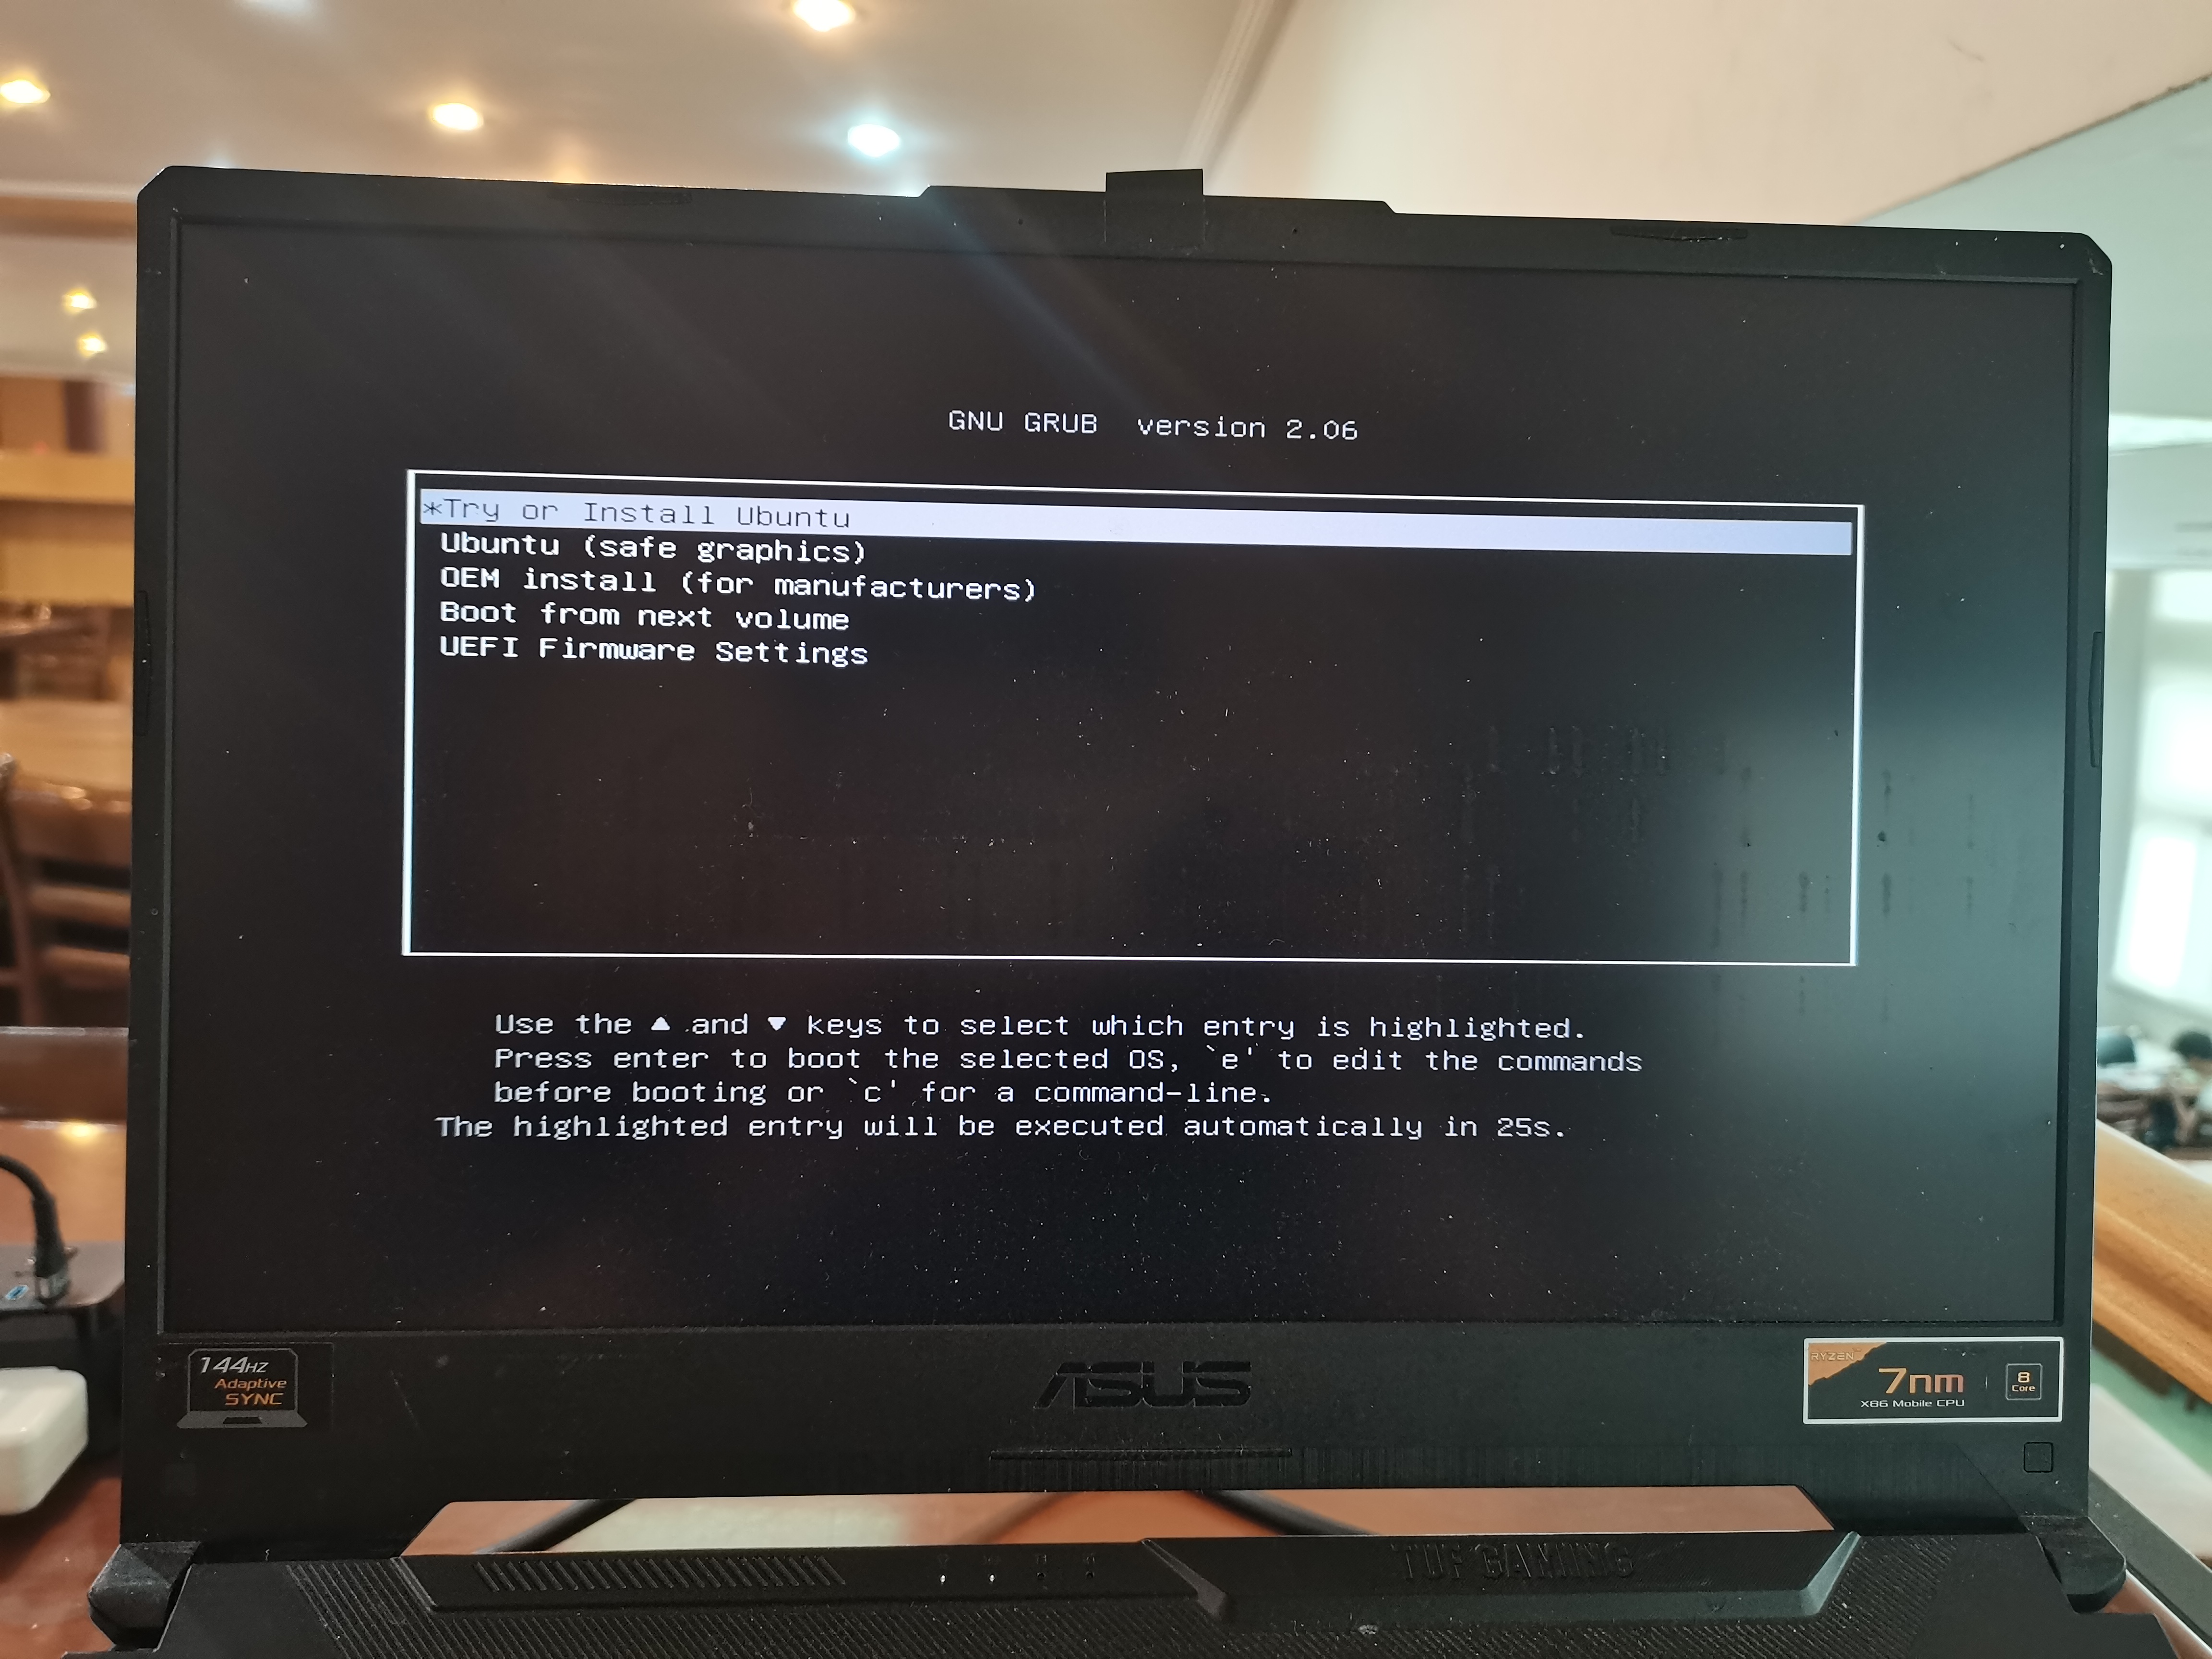 GNU GRUB  version 2.06
*Try or Install Ubuntu
Ubuntu (safe graphics)
OEM install (for manufacturers)
Boot from next volume
UEFI Firmware Settings
Use the ▲ and ▼ keys to select which entry is highlighted.
Press enter to boot the selected OS, `e' to edit the commands
before booting or `c' for a command-line.
The highlighted entry will be executed automatically in 25s.
144HZ
Adaptive
SYNC
ASUS
RYZEN
7nm
X86 Mobile CPU
8
Core
TUF GAMING